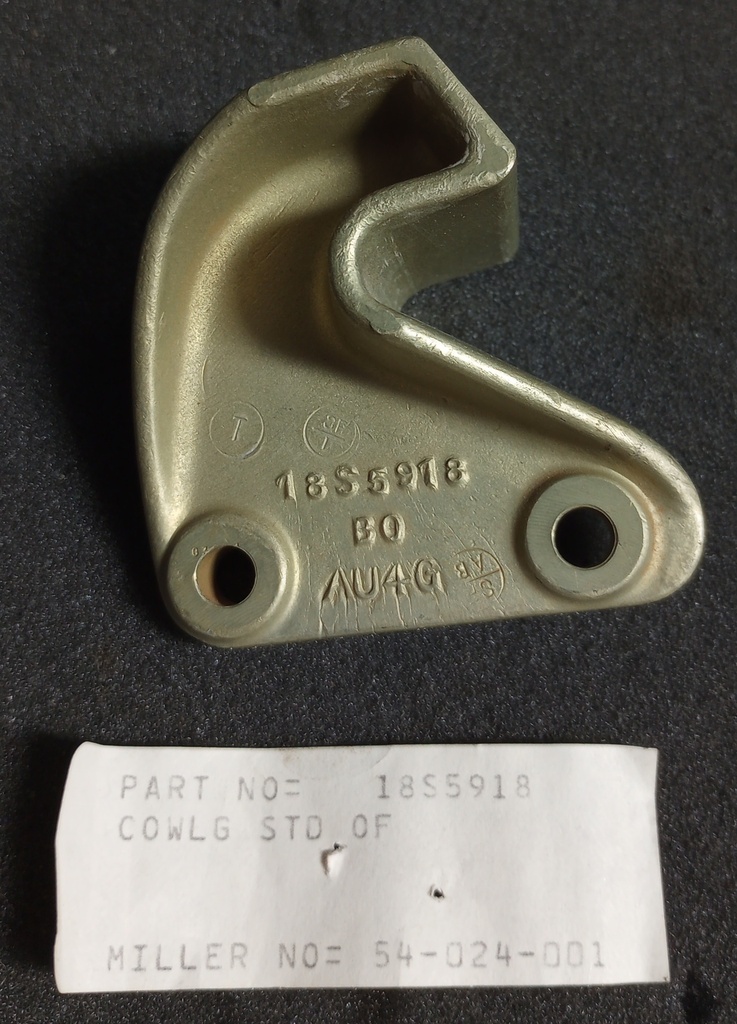 T
18S5918
BO
AU4G
PART NO= 18S5918
COWLG STD OF
MILLER NO= 54-024-001